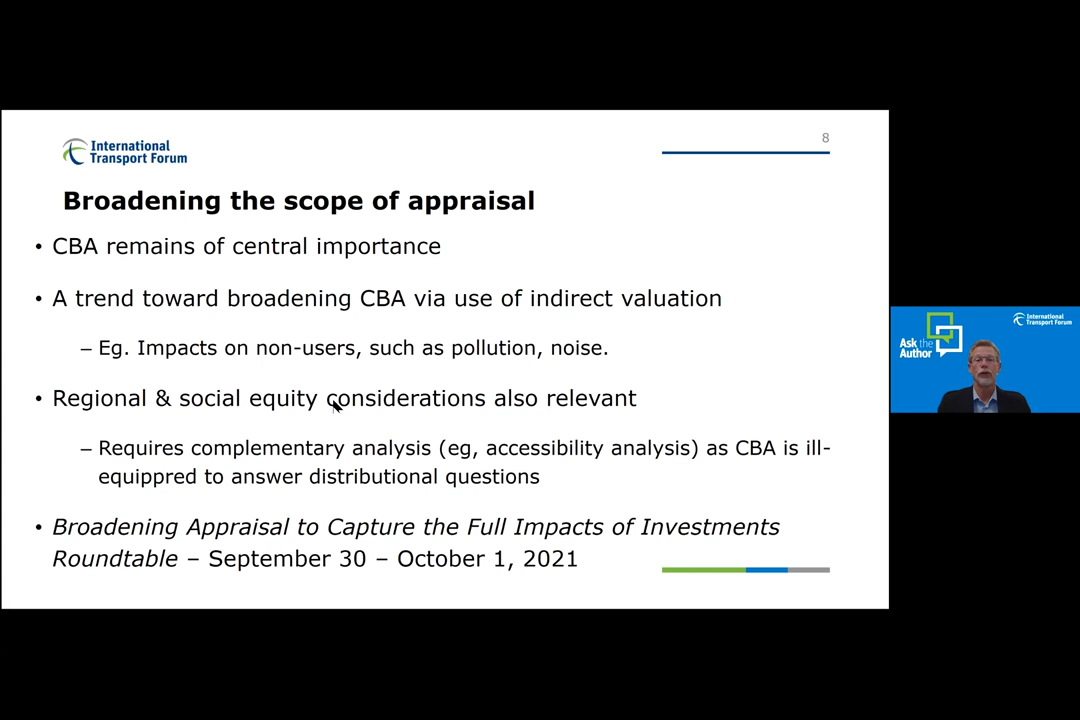 International
Transport Forum
8
Broadening the scope of appraisal
• CBA remains of central importance
• A trend toward broadening CBA via use of indirect valuation
– Eg. Impacts on non-users, such as pollution, noise.
• Regional & social equity considerations also relevant
– Requires complementary analysis (eg, accessibility analysis) as CBA is ill-
equippred to answer distributional questions
• Broadening Appraisal to Capture the Full Impacts of Investments
Roundtable – September 30 – October 1, 2021
Ask the
Author
International
Transport Forum